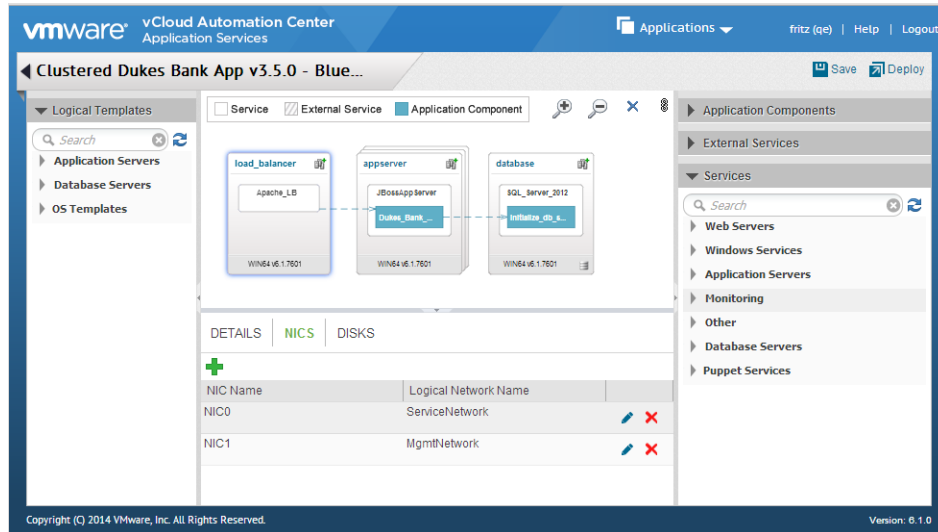 vmware® vCloud Automation Center
Application Services
Applications
fritz (qe) | Help | Logout
Clustered Dukes Bank App v3.5.0 - Blue...
Save
Deploy
Logical Templates
Search
Application Servers
Database Servers
OS Templates
Service
External Service
Application Component
load_balancer
Apache_LB
WIN64 v6.1.7601
appserver
JBossAppServer
Dukes_Bank_...
WIN64 v6.1.7601
database
SQL_Server_2012
Initialize_db_s...
WIN64 v6.1.7601
DETAILS
NICS
DISKS
NIC Name
Logical Network Name
NIC0
ServiceNetwork
NIC1
MgmtNetwork
Application Components
External Services
Services
Search
Web Servers
Windows Services
Application Servers
Monitoring
Other
Database Servers
Puppet Services
Copyright (C) 2014 VMware, Inc. All Rights Reserved.
Version: 6.1.0